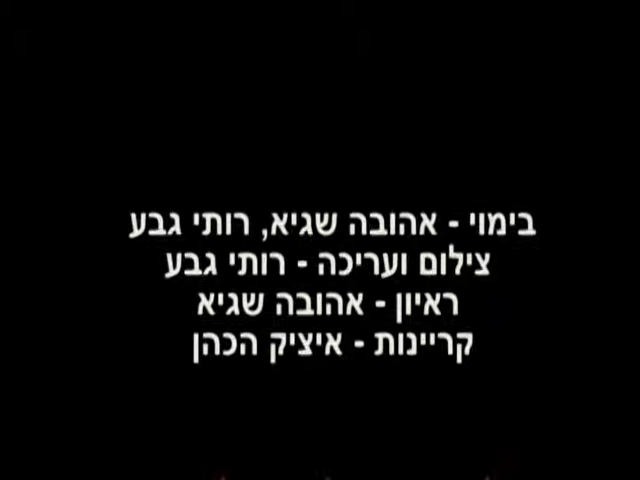 בימוי - אהובה שגיא, רותי גבע
צילום ועריכה - רותי גבע
ראיון - אהובה שגיא
קריינות - איציק הכהן